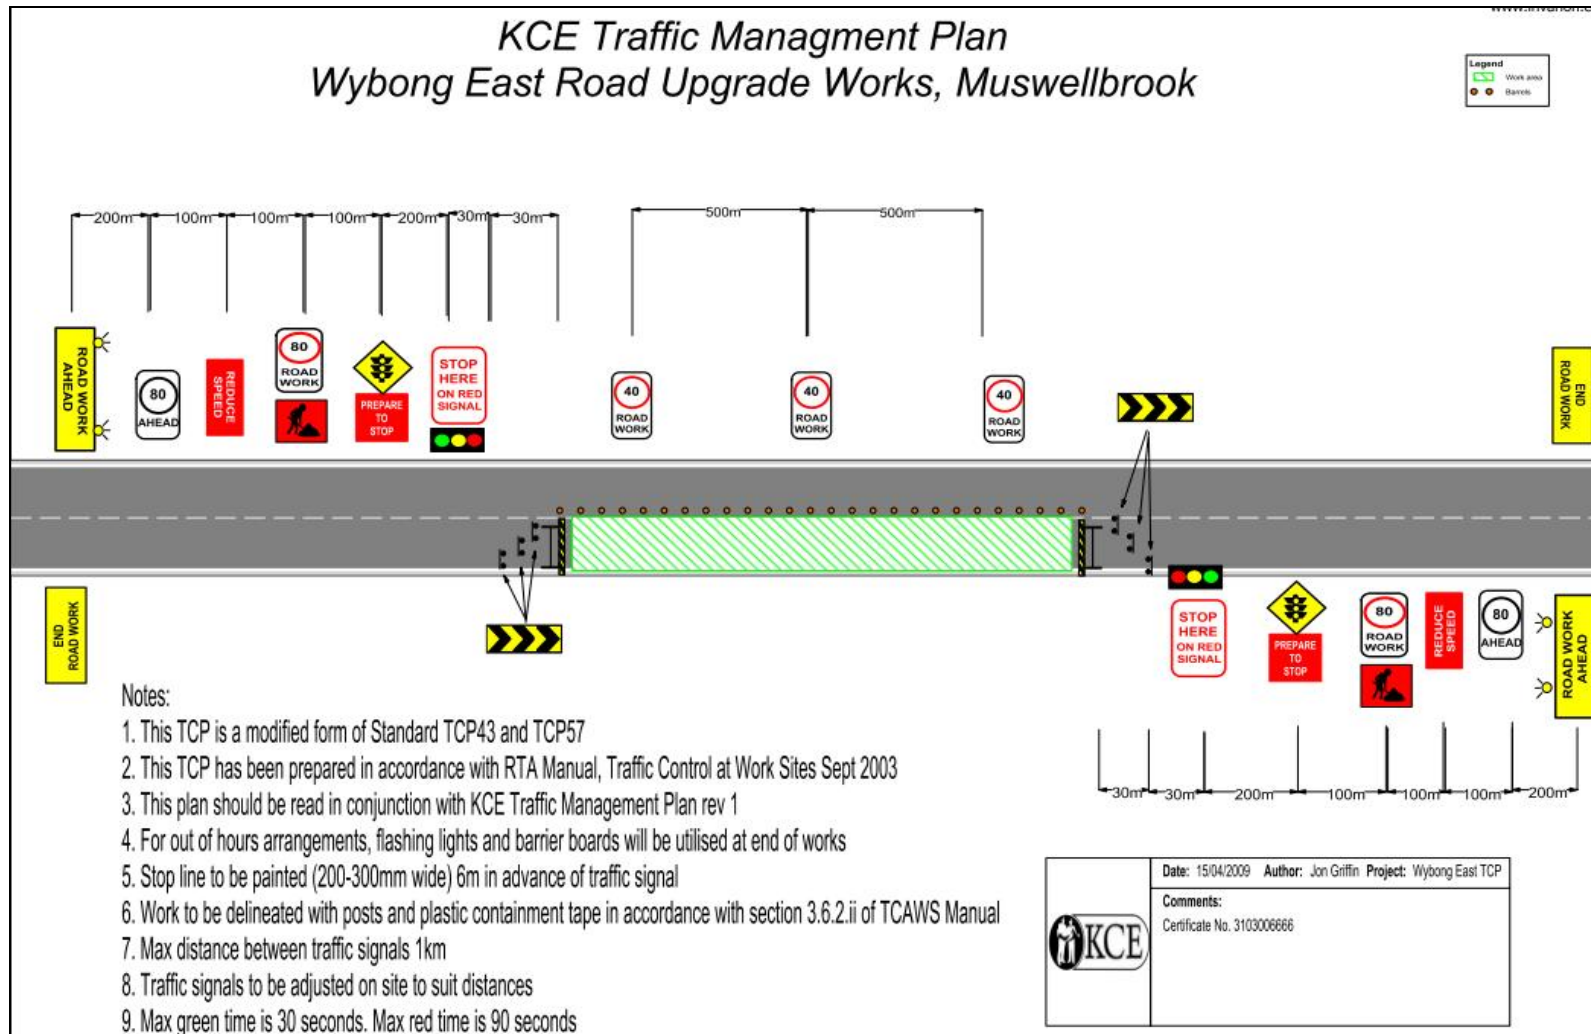 KCE Traffic Managment Plan
Wybong East Road Upgrade Works, Muswellbrook
Legend
Work area
Barrels
200m
100m
100m
100m
200m
30m
30m
500m
500m
ROAD WORK
AHEAD
80
AHEAD
REDUCE
SPEED
80
ROAD
WORK
PREPARE
TO
STOP
STOP
HERE
ON RED
SIGNAL
40
ROAD
WORK
40
ROAD
WORK
40
ROAD
WORK
END
ROAD WORK
END
ROAD WORK
STOP
HERE
ON RED
SIGNAL
PREPARE
TO
STOP
80
ROAD
WORK
REDUCE
SPEED
80
AHEAD
ROAD WORK
AHEAD
30m
30m
200m
100m
100m
100m
200m
Notes:
1. This TCP is a modified form of Standard TCP43 and TCP57
2. This TCP has been prepared in accordance with RTA Manual, Traffic Control at Work Sites Sept 2003
3. This plan should be read in conjunction with KCE Traffic Management Plan rev 1
4. For out of hours arrangements, flashing lights and barrier boards will be utilised at end of works
5. Stop line to be painted (200-300mm wide) 6m in advance of traffic signal
6. Work to be delineated with posts and plastic containment tape in accordance with section 3.6.2.ii of TCAWS Manual
7. Max distance between traffic signals 1km
8. Traffic signals to be adjusted on site to suit distances
9. Max green time is 30 seconds. Max red time is 90 seconds
KCE
Date: 15/04/2009 Author: Jon Griffin Project: Wybong East TCP
Comments:
Certificate No. 3103006666